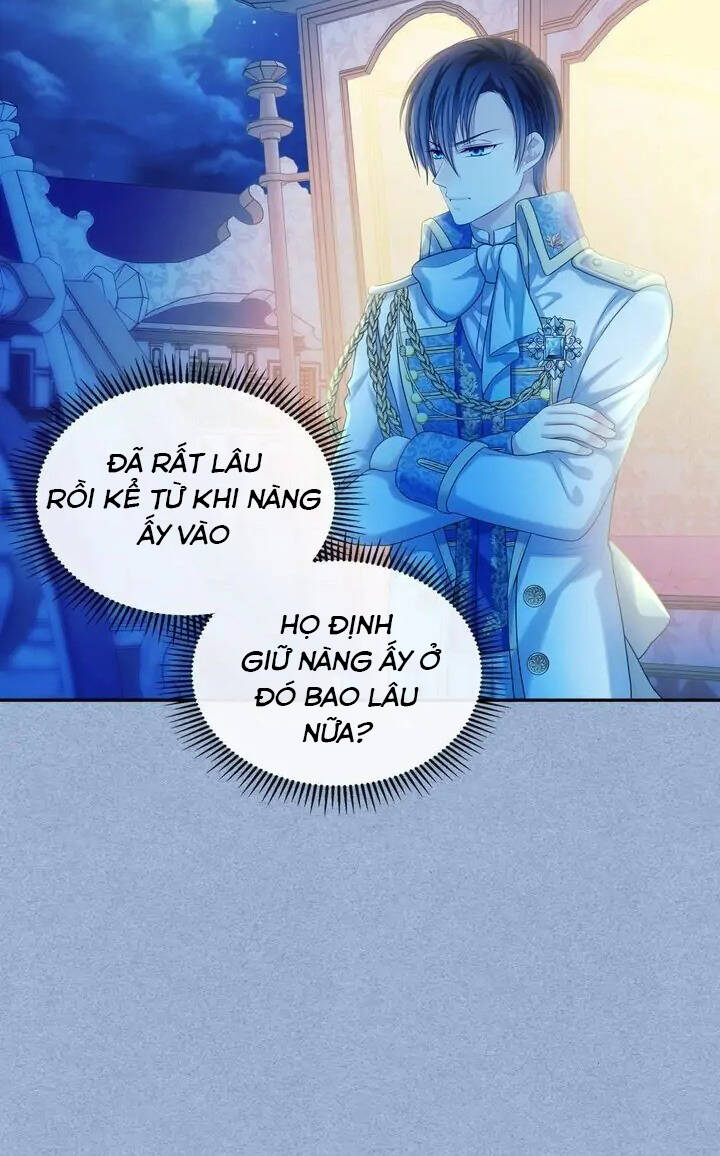 ĐÃ RẤT LÂU
RỒI KỂ TỪ KHI NÀNG
ẤY VÀO
HỌ ĐỊNH
GIỮ NÀNG ẤY Ở
ĐÓ BAO LÂU
NỮA?